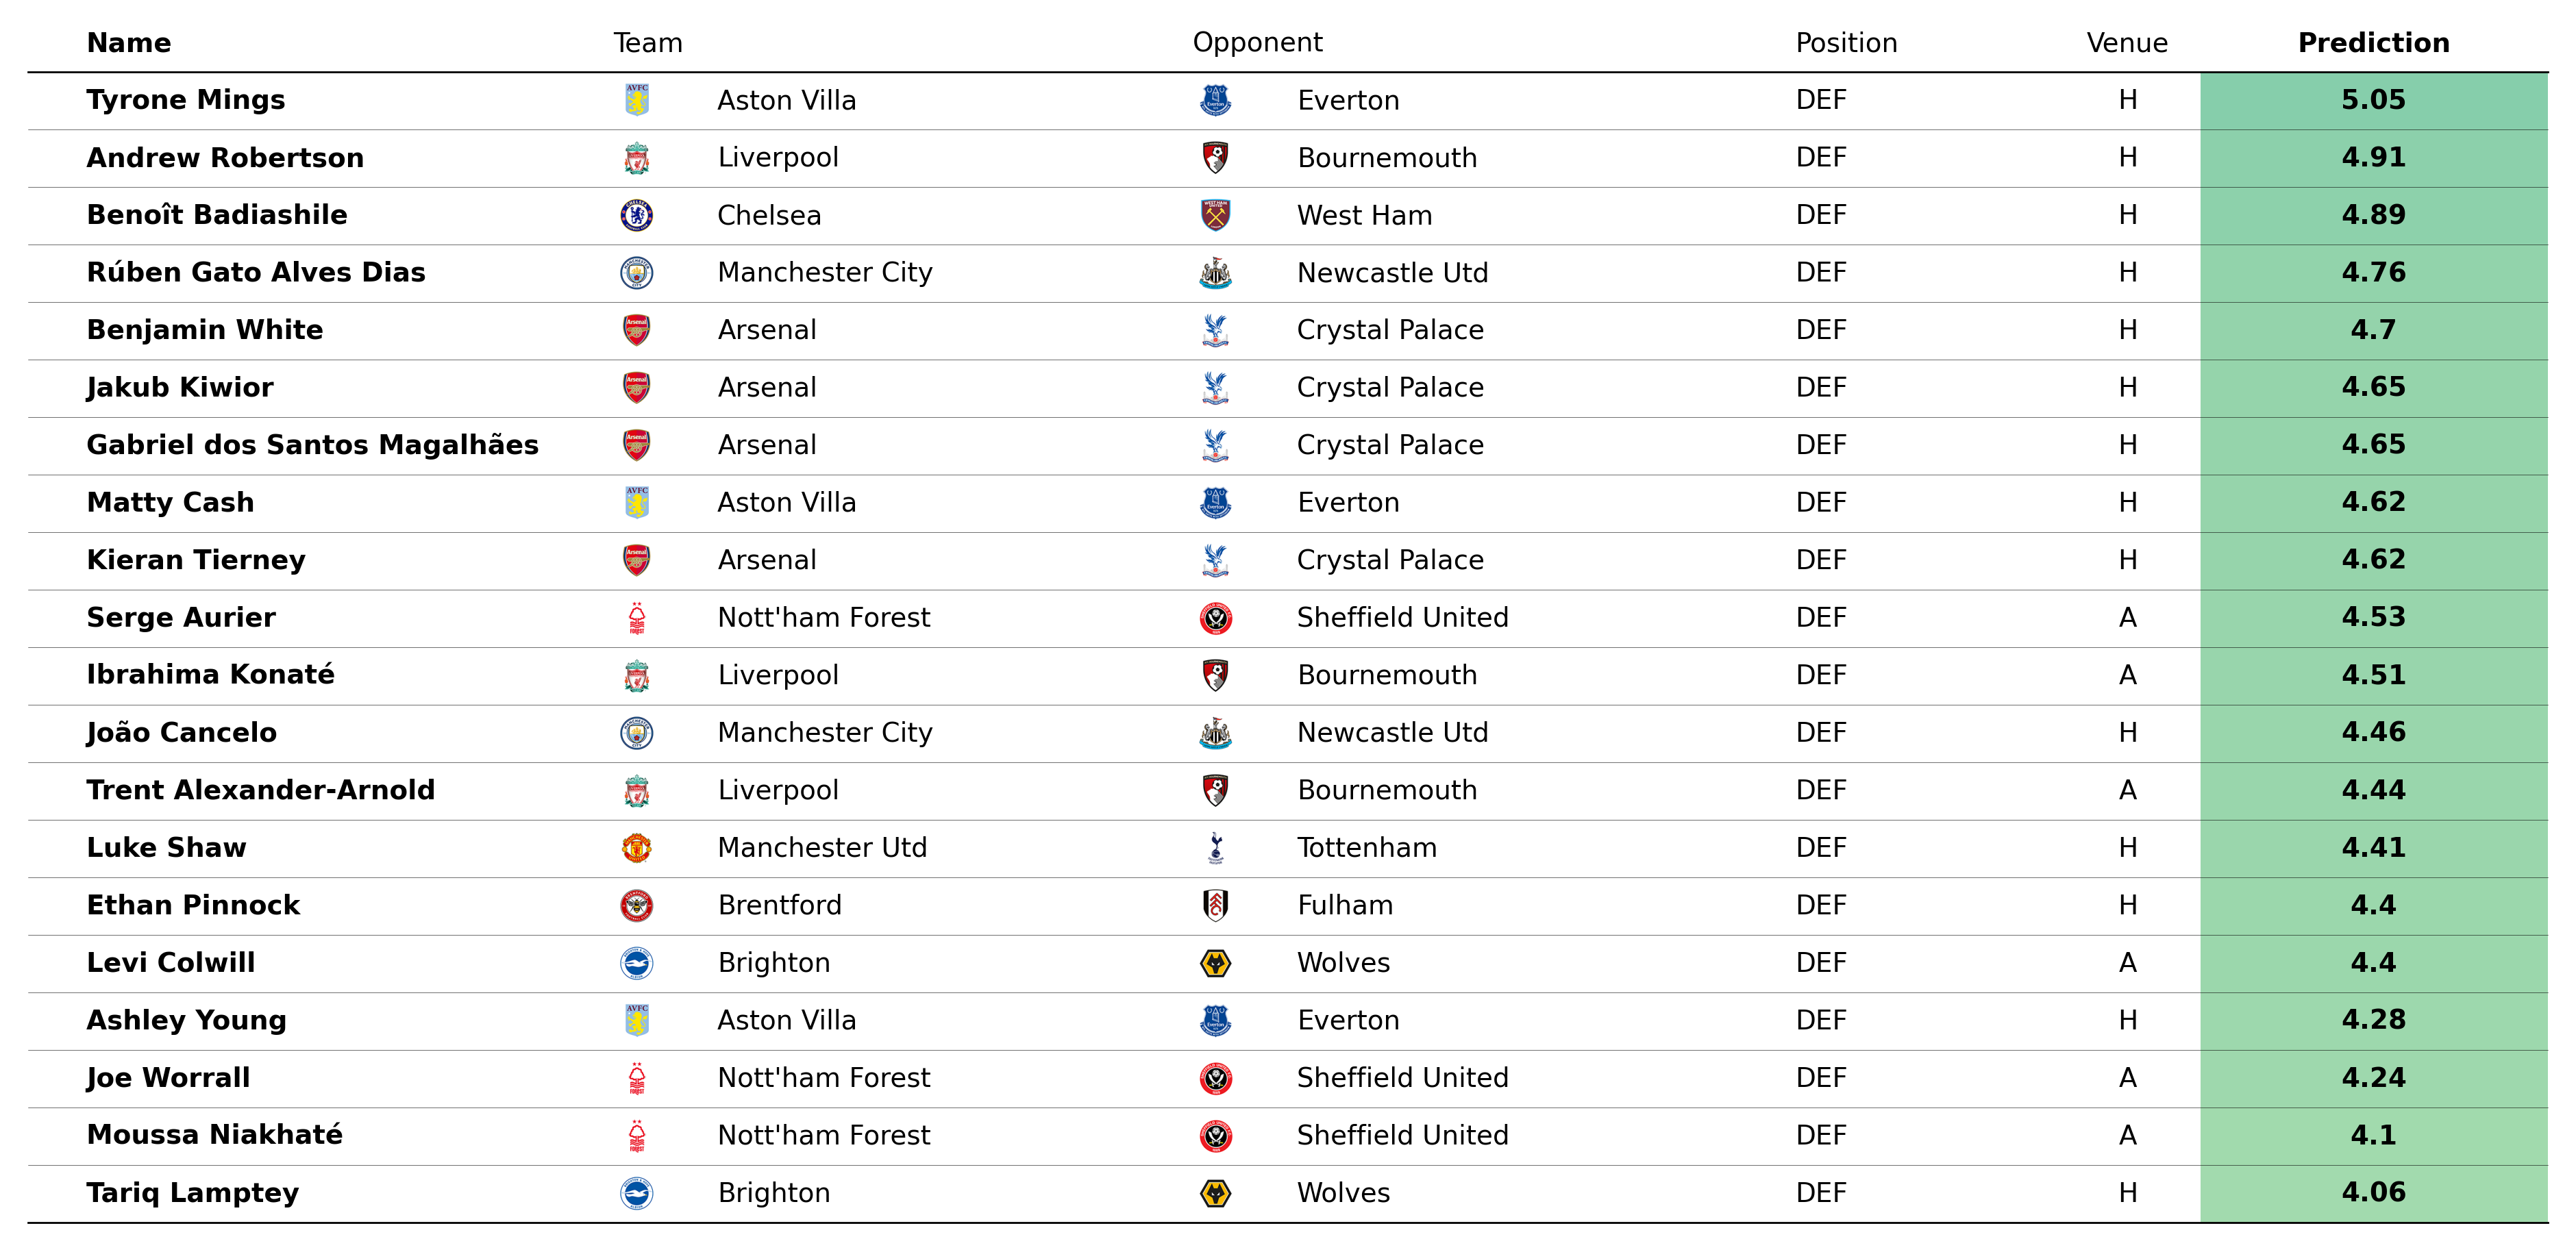 Name Team Opponent Position Venue Prediction
Tyrone Mings Aston Villa Everton DEF H 5.05
Andrew Robertson Liverpool Bournemouth DEF H 4.91
Benoît Badiashile Chelsea West Ham DEF H 4.89
Rúben Gato Alves Dias Manchester City Newcastle Utd DEF H 4.76
Benjamin White Arsenal Crystal Palace DEF H 4.7
Jakub Kiwior Arsenal Crystal Palace DEF H 4.65
Gabriel dos Santos Magalhães Arsenal Crystal Palace DEF H 4.65
Matty Cash Aston Villa Everton DEF H 4.62
Kieran Tierney Arsenal Crystal Palace DEF H 4.62
Serge Aurier Nott'ham Forest Sheffield United DEF A 4.53
Ibrahima Konaté Liverpool Bournemouth DEF A 4.51
João Cancelo Manchester City Newcastle Utd DEF H 4.46
Trent Alexander-Arnold Liverpool Bournemouth DEF A 4.44
Luke Shaw Manchester Utd Tottenham DEF H 4.41
Ethan Pinnock Brentford Fulham DEF H 4.4
Levi Colwill Brighton Wolves DEF A 4.4
Ashley Young Aston Villa Everton DEF H 4.28
Joe Worrall Nott'ham Forest Sheffield United DEF A 4.24
Moussa Niakhaté Nott'ham Forest Sheffield United DEF A 4.1
Tariq Lamptey Brighton Wolves DEF H 4.06